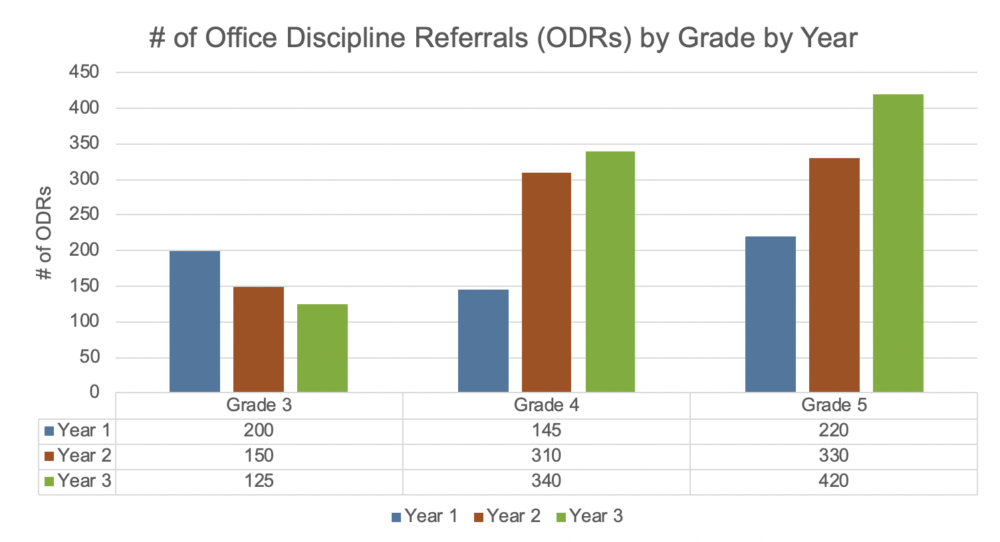 # of Office Discipline Referrals (ODRs) by Grade by Year
450
400
350
300
250
200
150
100
50
0
# of ODRs
Grade 3 Grade 4 Grade 5
Year 1 200 145 220
Year 2 150 310 330
Year 3 125 340 420
Year 1 Year 2 Year 3